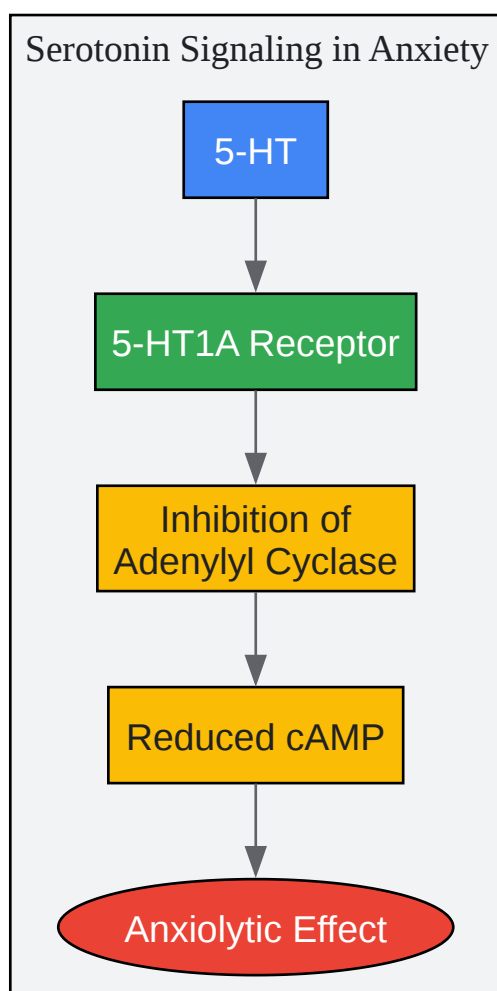 Serotonin Signaling in Anxiety
5-HT
5-HT1A Receptor
Inhibition of
Adenylyl Cyclase
Reduced cAMP
Anxiolytic Effect